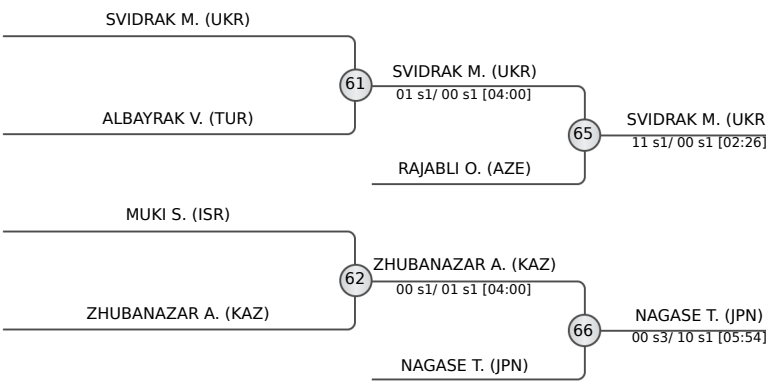 SVIDRAK M. (UKR)
61
SVIDRAK M. (UKR)
01 s1/ 00 s1 [04:00]
ALBAYRAK V. (TUR)
65
SVIDRAK M. (UKR
11 s1/ 00 s1 [02:26]
RAJABLI O. (AZE)
MUKI S. (ISR)
62
ZHUBANAZAR A. (KAZ)
00 s1/ 01 s1 [04:00]
ZHUBANAZAR A. (KAZ)
66
NAGASE T. (JPN)
00 s3/ 10 s1 [05:54]
NAGASE T. (JPN)